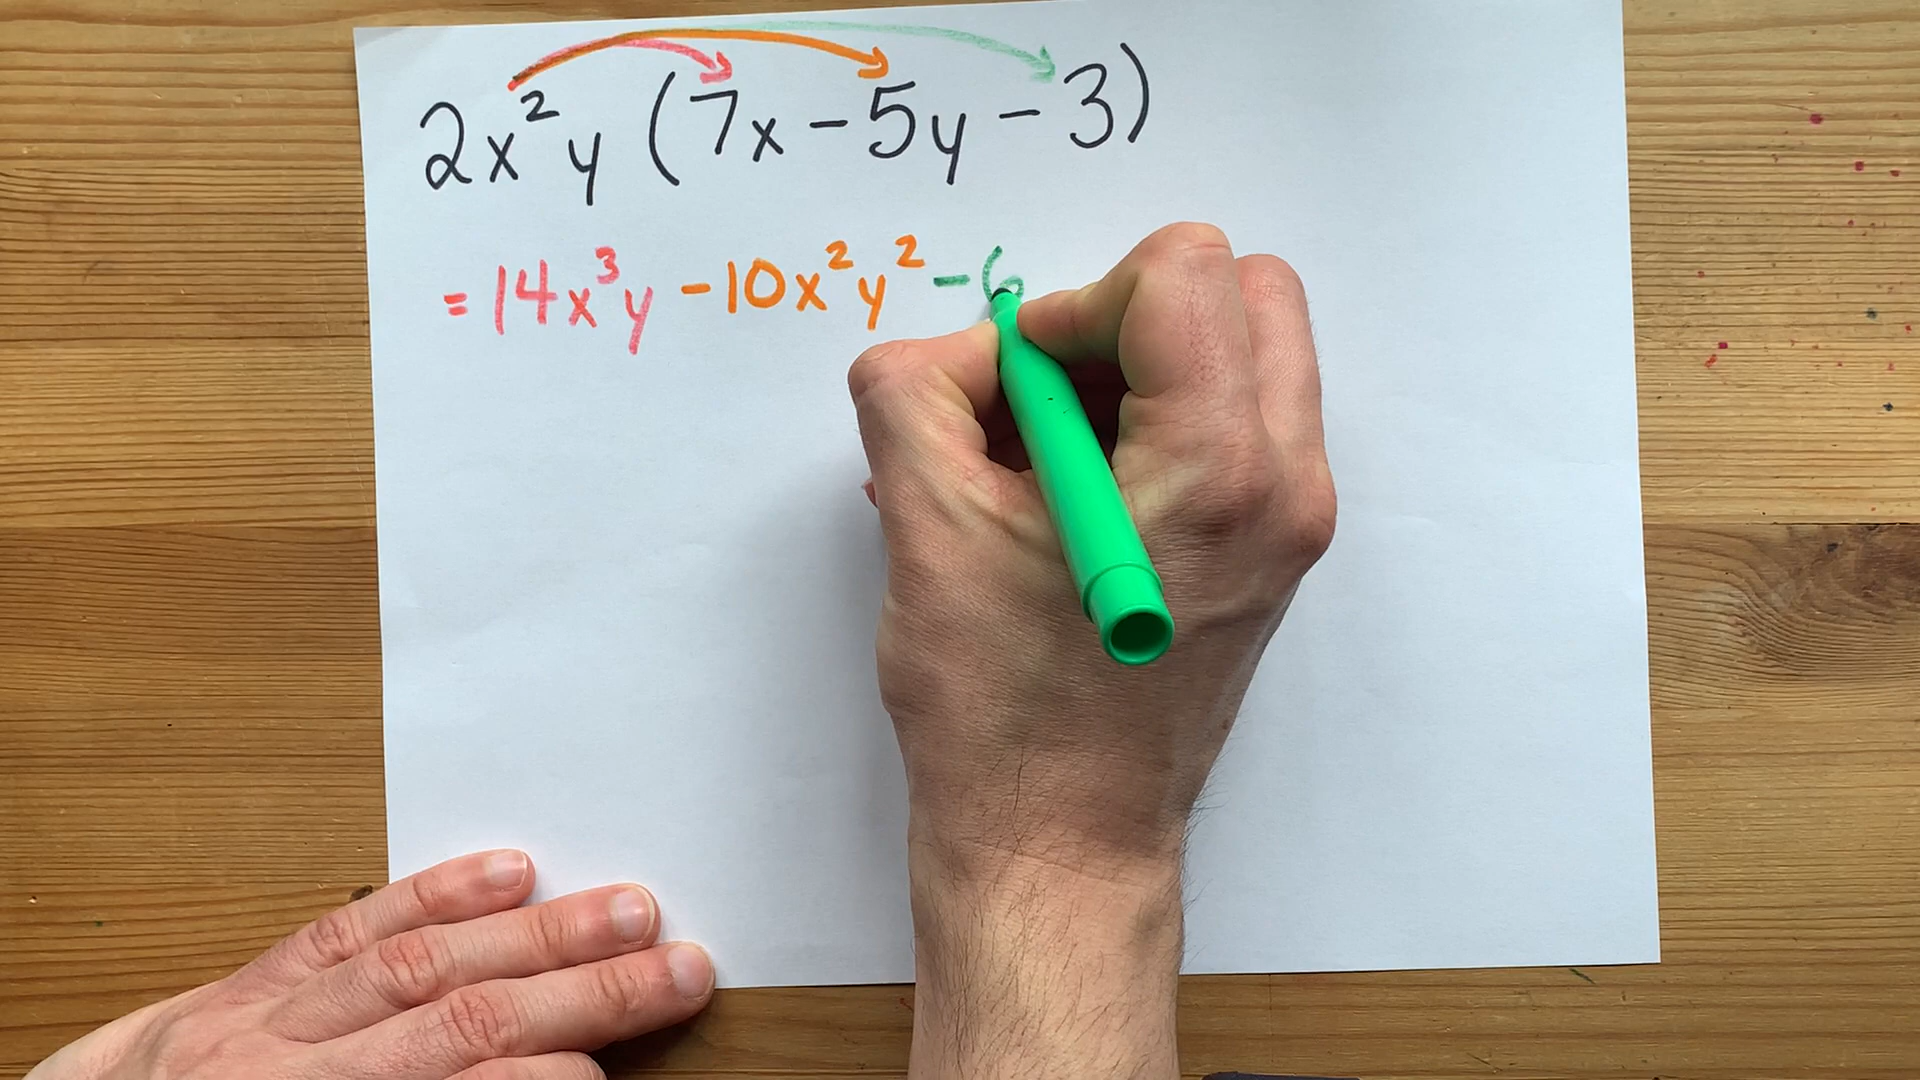 2x²y (7x - 5y - 3)
= 14x³y - 10x²y² - 6